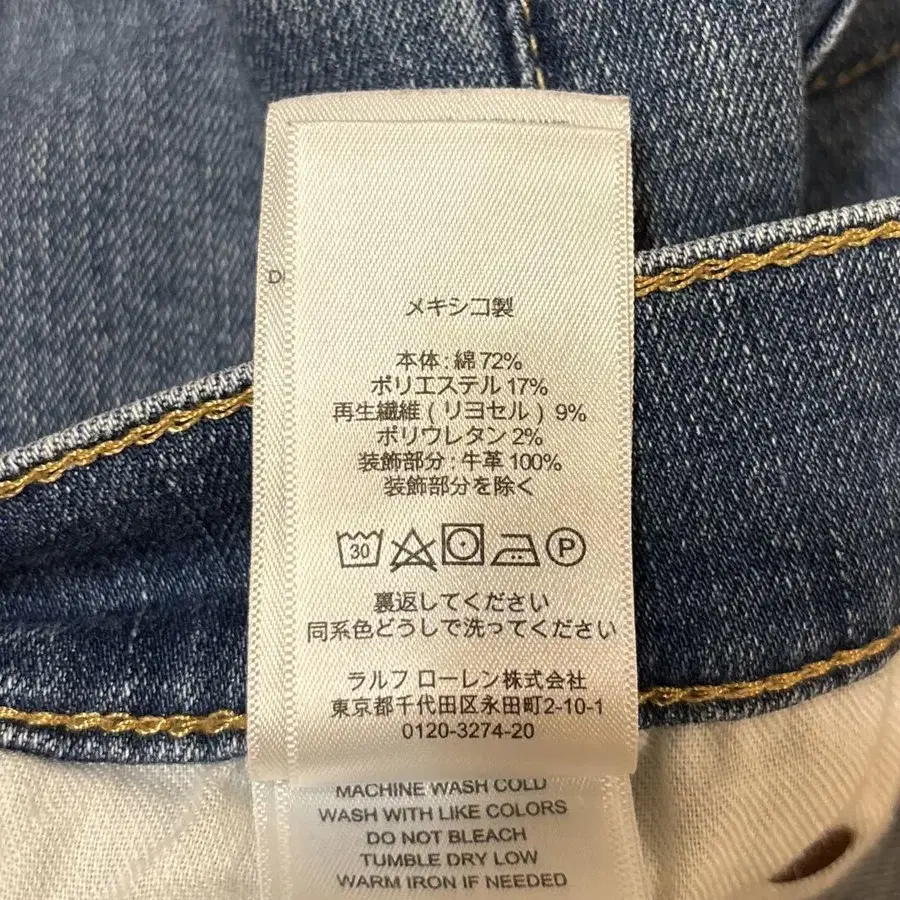 D
メキシコ製
本体 : 綿 72%
ポリエステル 17%
再生繊維 ( リヨセル ) 9%
ポリウレタン 2%
装飾部分 : 牛革 100%
装飾部分を除く
30
P
裏返してください
同系色どうしで洗ってください
ラルフ ローレン株式会社
東京都千代田区永田町2-10-1
0120-3274-20
MACHINE WASH COLD
WASH WITH LIKE COLORS
DO NOT BLEACH
TUMBLE DRY LOW
WARM IRON IF NEEDED